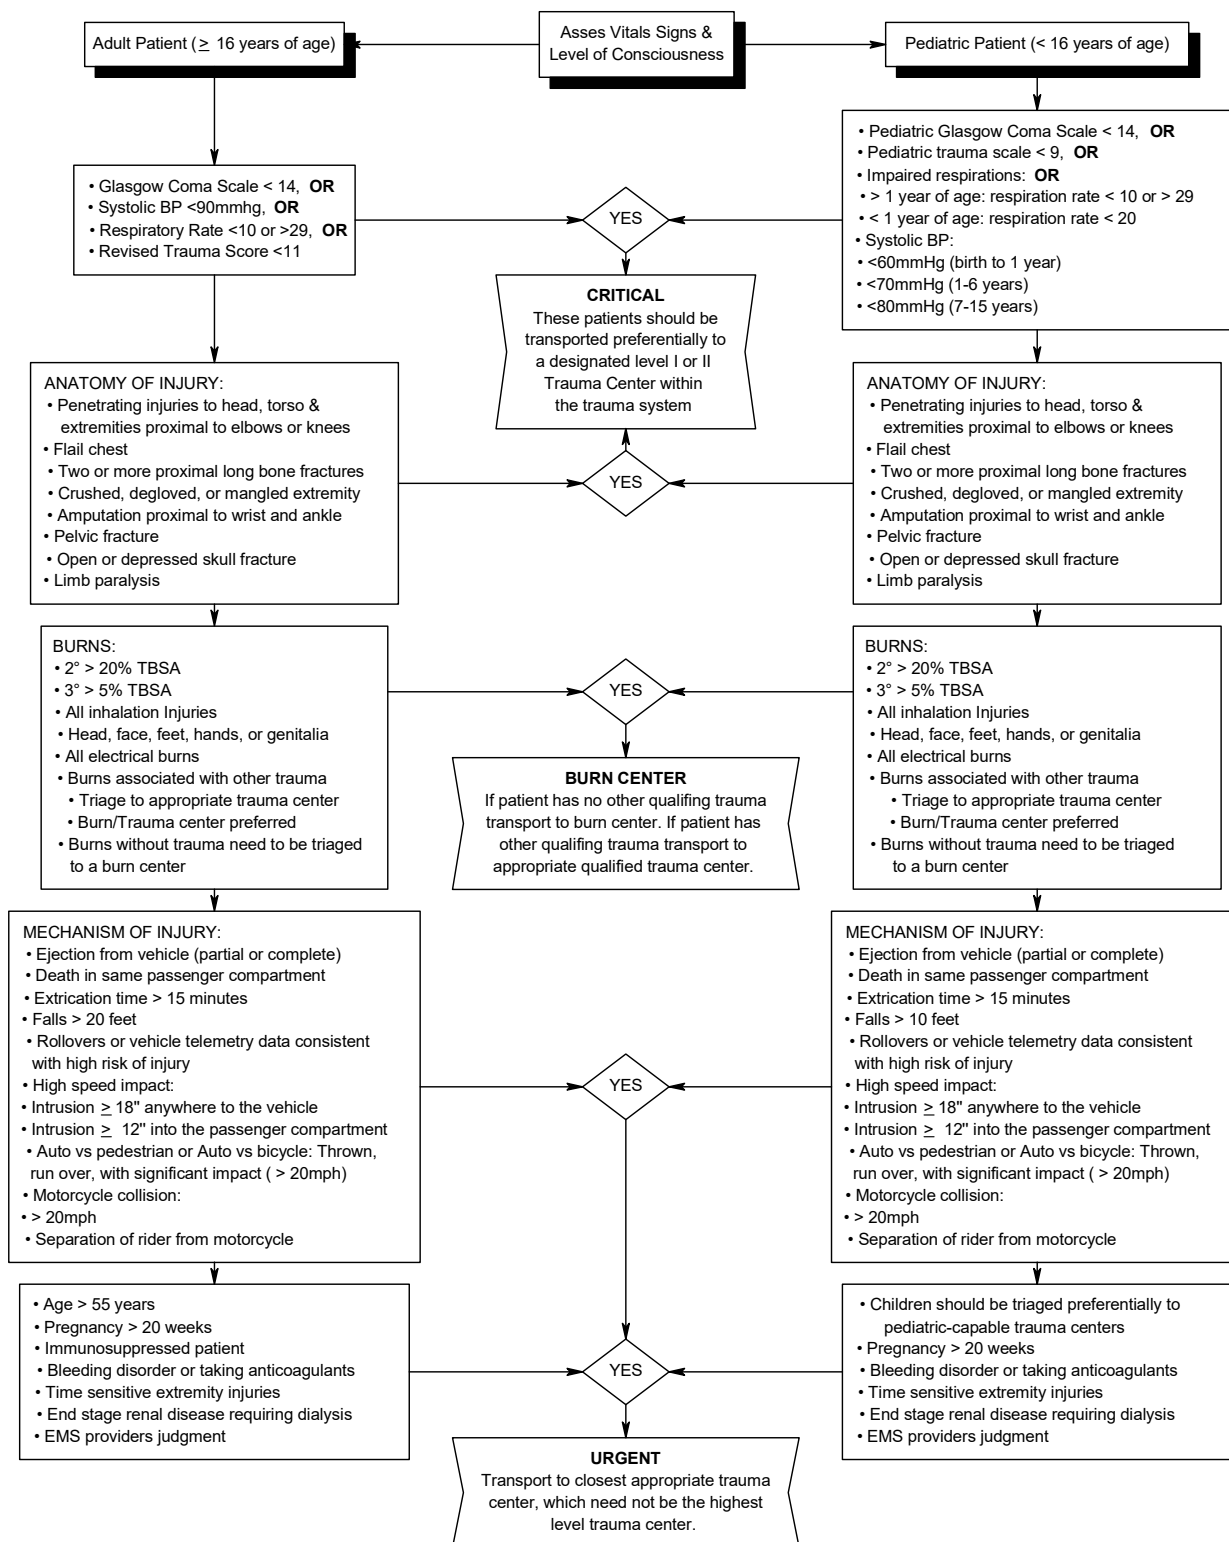 Asses Vitals Signs &
Level of Consciousness
Adult Patient ( ≥ 16 years of age)
Pediatric Patient (< 16 years of age)
• Glasgow Coma Scale < 14, OR
• Systolic BP <90mmhg, OR
• Respiratory Rate <10 or >29, OR
• Revised Trauma Score <11
YES
• Pediatric Glasgow Coma Scale < 14, OR
• Pediatric trauma scale < 9, OR
• Impaired respirations: OR
• > 1 year of age: respiration rate < 10 or > 29
• < 1 year of age: respiration rate < 20
• Systolic BP:
• <60mmHg (birth to 1 year)
• <70mmHg (1-6 years)
• <80mmHg (7-15 years)
CRITICAL
These patients should be
transported preferentially to
a designated level I or II
Trauma Center within
the trauma system
ANATOMY OF INJURY:
• Penetrating injuries to head, torso &
extremities proximal to elbows or knees
• Flail chest
• Two or more proximal long bone fractures
• Crushed, degloved, or mangled extremity
• Amputation proximal to wrist and ankle
• Pelvic fracture
• Open or depressed skull fracture
• Limb paralysis
YES
ANATOMY OF INJURY:
• Penetrating injuries to head, torso &
extremities proximal to elbows or knees
• Flail chest
• Two or more proximal long bone fractures
• Crushed, degloved, or mangled extremity
• Amputation proximal to wrist and ankle
• Pelvic fracture
• Open or depressed skull fracture
• Limb paralysis
BURNS:
• 2° > 20% TBSA
• 3° > 5% TBSA
• All inhalation Injuries
• Head, face, feet, hands, or genitalia
• All electrical burns
• Burns associated with other trauma
• Triage to appropriate trauma center
• Burn/Trauma center preferred
• Burns without trauma need to be triaged
to a burn center
YES
BURN CENTER
If patient has no other qualifing trauma
transport to burn center. If patient has
other qualifing trauma transport to
appropriate qualified trauma center.
BURNS:
• 2° > 20% TBSA
• 3° > 5% TBSA
• All inhalation Injuries
• Head, face, feet, hands, or genitalia
• All electrical burns
• Burns associated with other trauma
• Triage to appropriate trauma center
• Burn/Trauma center preferred
• Burns without trauma need to be triaged
to a burn center
MECHANISM OF INJURY:
• Ejection from vehicle (partial or complete)
• Death in same passenger compartment
• Extrication time > 15 minutes
• Falls > 20 feet
• Rollovers or vehicle telemetry data consistent
with high risk of injury
• High speed impact:
• Intrusion ≥ 18" anywhere to the vehicle
• Intrusion ≥ 12" into the passenger compartment
• Auto vs pedestrian or Auto vs bicycle: Thrown,
run over, with significant impact ( > 20mph)
• Motorcycle collision:
• > 20mph
• Separation of rider from motorcycle
YES
MECHANISM OF INJURY:
• Ejection from vehicle (partial or complete)
• Death in same passenger compartment
• Extrication time > 15 minutes
• Falls > 10 feet
• Rollovers or vehicle telemetry data consistent
with high risk of injury
• High speed impact:
• Intrusion ≥ 18" anywhere to the vehicle
• Intrusion ≥ 12" into the passenger compartment
• Auto vs pedestrian or Auto vs bicycle: Thrown,
run over, with significant impact ( > 20mph)
• Motorcycle collision:
• > 20mph
• Separation of rider from motorcycle
• Age > 55 years
• Pregnancy > 20 weeks
• Immunosuppressed patient
• Bleeding disorder or taking anticoagulants
• Time sensitive extremity injuries
• End stage renal disease requiring dialysis
• EMS providers judgment
YES
• Children should be triaged preferentially to
pediatric-capable trauma centers
• Pregnancy > 20 weeks
• Bleeding disorder or taking anticoagulants
• Time sensitive extremity injuries
• End stage renal disease requiring dialysis
• EMS providers judgment
URGENT
Transport to closest appropriate trauma
center, which need not be the highest
level trauma center.